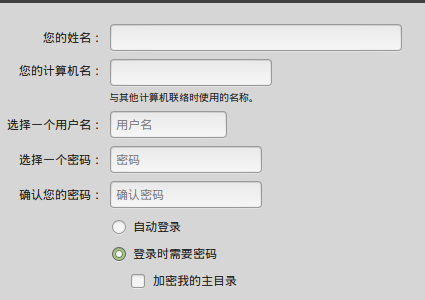 您的姓名：
您的计算机名：
与其他计算机联络时使用的名称。
选择一个用户名： 用户名
选择一个密码： 密码
确认您的密码： 确认密码
自动登录
登录时需要密码
加密我的主目录